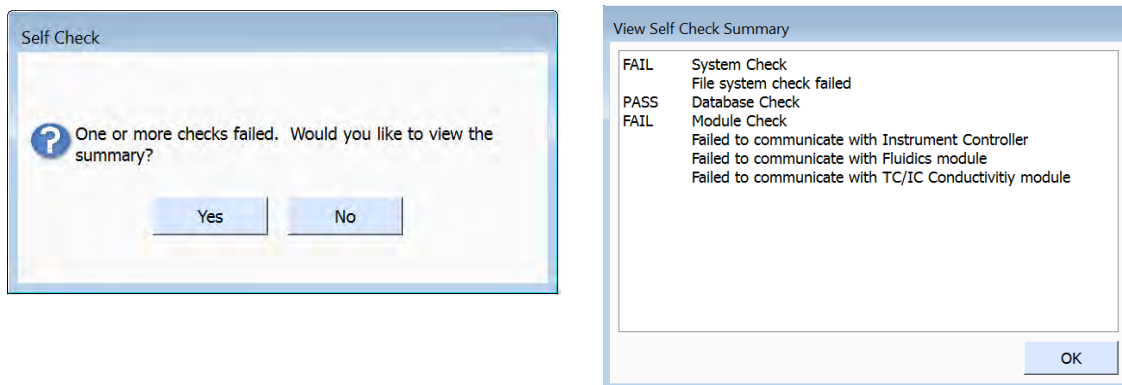 Self Check
One or more checks failed.  Would you like to view the
summary?
Yes
No
View Self Check Summary
FAIL System Check
File system check failed
PASS Database Check
FAIL Module Check
Failed to communicate with Instrument Controller
Failed to communicate with Fluidics module
Failed to communicate with TC/IC Conductivitiy module
OK